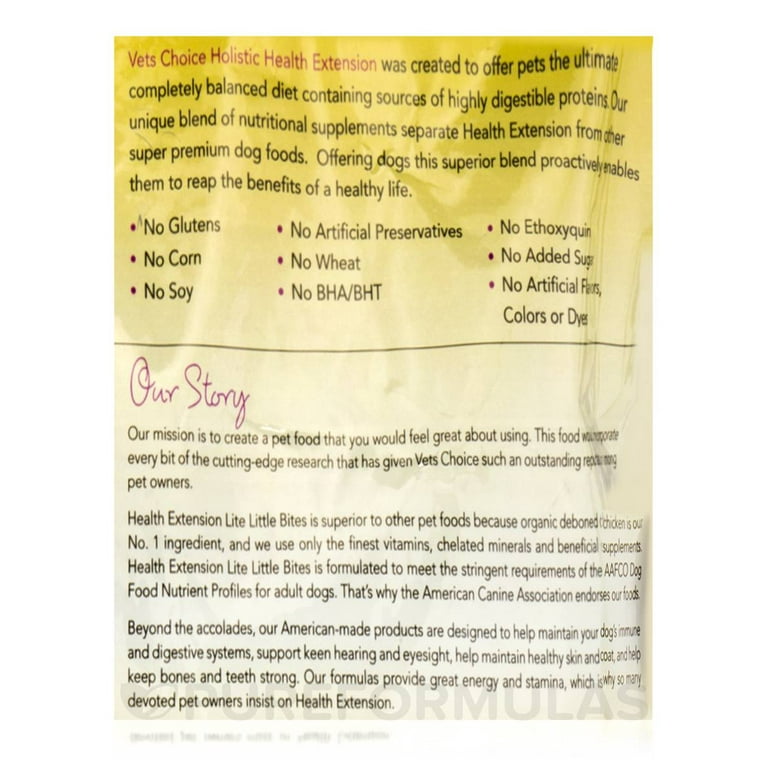 Vets Choice Holistic Health Extension was created to offer pets the ultimate
completely balanced diet containing sources of highly digestible proteins. Our
unique blend of nutritional supplements separate Health Extension from other
super premium dog foods. Offering dogs this superior blend proactively enables
them to reap the benefits of a healthy life.
• No Glutens • No Artificial Preservatives • No Ethoxyquin
• No Corn • No Wheat • No Added Sugar
• No Soy • No BHA/BHT • No Artificial Flavors,
Colors or Dyes
Our Story
Our mission is to create a pet food that you would feel great about using. This food
every bit of the cutting-edge research that has given Vets Choice such an outstanding
pet owners.
Health Extension Lite Little Bites is superior to other pet foods because organic deboned chicken is our
No. 1 ingredient, and we use only the finest vitamins, chelated minerals and beneficial supplements.
Health Extension Lite Little Bites is formulated to meet the stringent requirements of the AAFCO Dog
Food Nutrient Profiles for adult dogs. That's why the American Canine Association endorses our foods.
Beyond the accolades, our American-made products are designed to help maintain your dog's immune
and digestive systems, support keen hearing and eyesight, help maintain healthy skin and coat, and help
keep bones and teeth strong. Our formulas provide great energy and stamina, which is why so many
devoted pet owners insist on Health Extension.
PUREFORMULAS